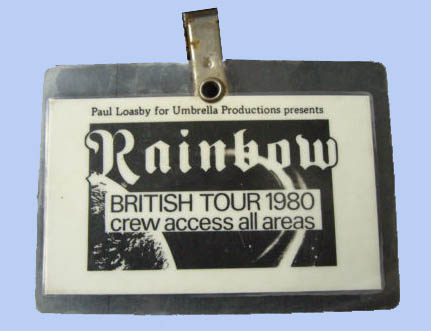 Paul Loasby for Umbrella Productions presents
Rainbow
BRITISH TOUR 1980
crew access all areas